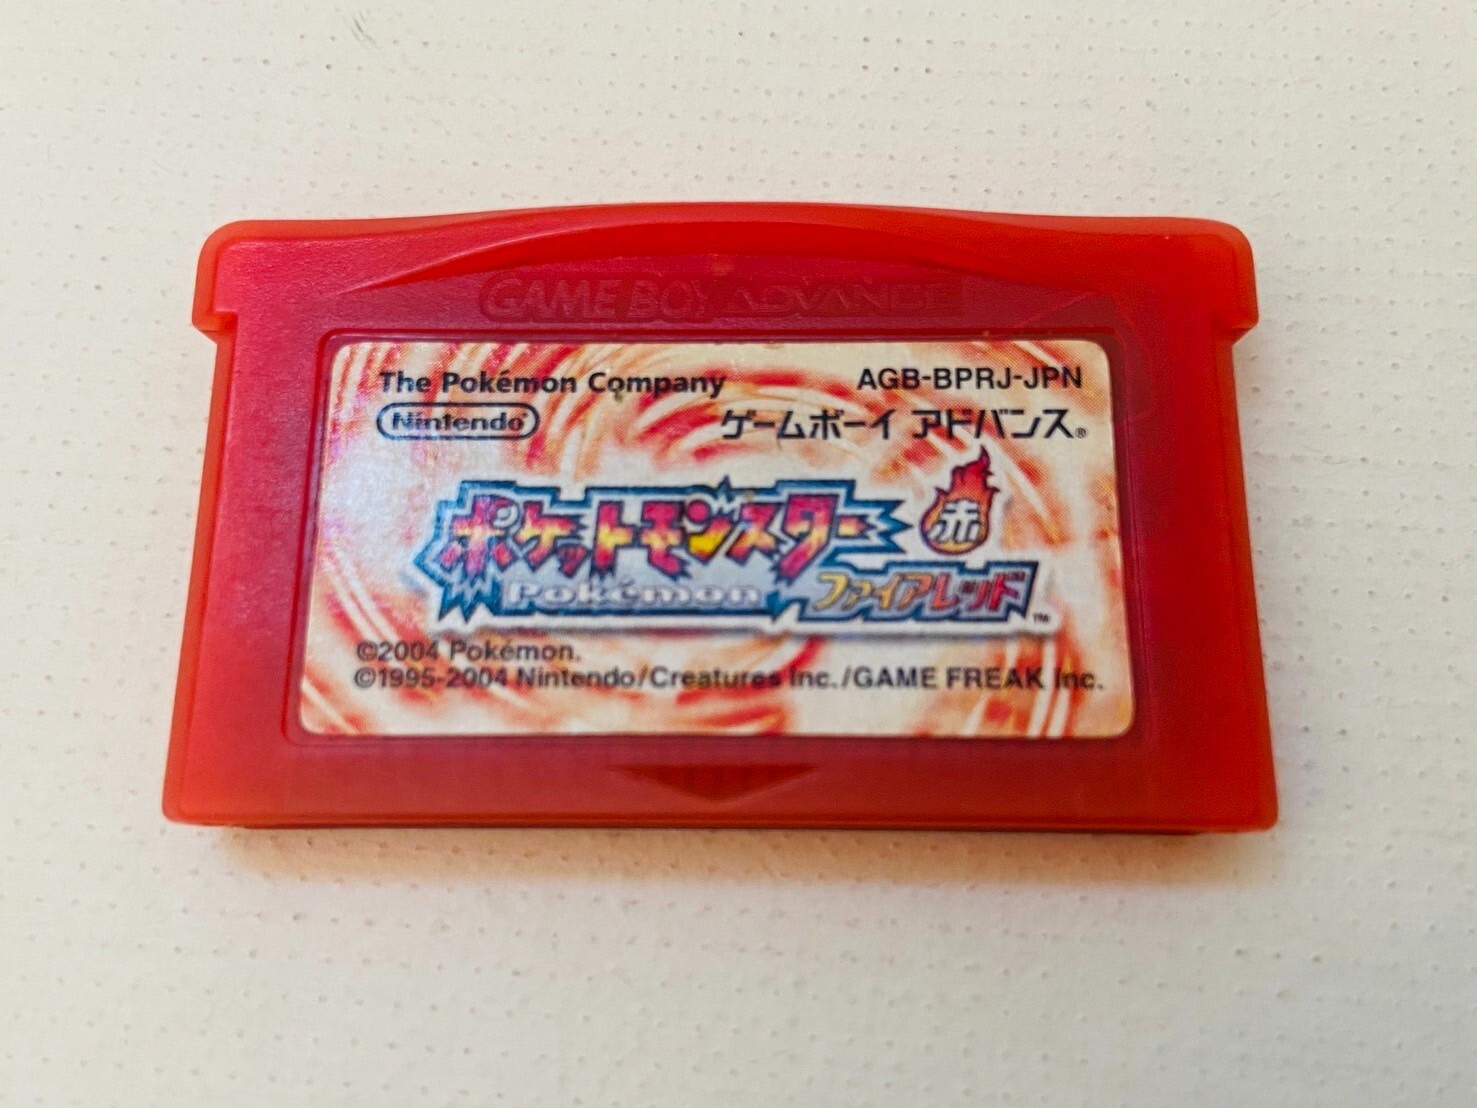 GAME BOY ADVANCE
The Pokémon Company
AGB-BPRJ-JPN
Nintendo®
ゲームボーイ アドバンス®
ポケットモンスター
赤
Pokémon
ファイアレッド™
©2004 Pokémon.
©1995-2004 Nintendo/Creatures Inc./GAME FREAK Inc.